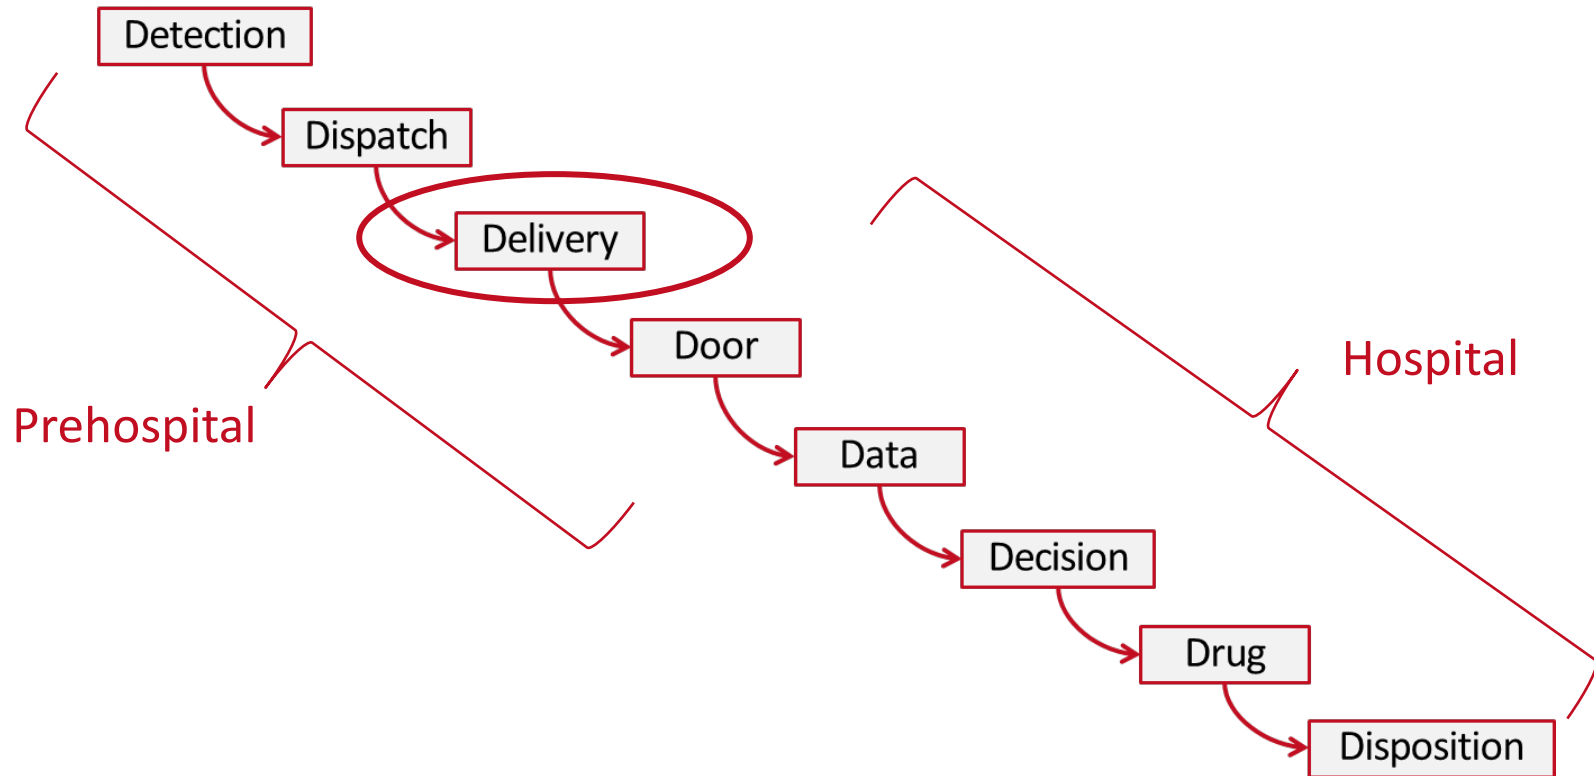 Detection
Dispatch
Delivery
Door
Hospital
Prehospital
Data
Decision
Drug
Disposition